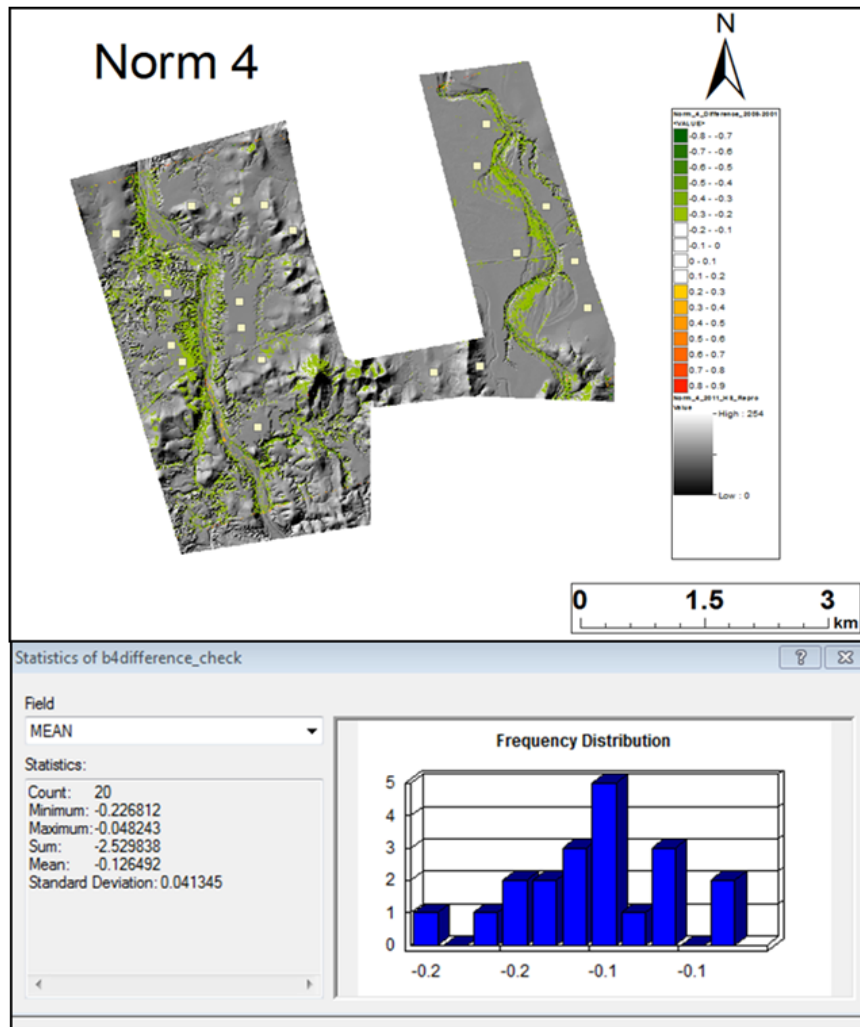 Norm 4
N
Norm_4_Difference_2008-2001
<VALUE>
-0.8 - -0.7
-0.7 - -0.6
-0.6 - -0.5
-0.5 - -0.4
-0.4 - -0.3
-0.3 - -0.2
-0.2 - -0.1
-0.1 - 0
0 - 0.1
0.1 - 0.2
0.2 - 0.3
0.3 - 0.4
0.4 - 0.5
0.5 - 0.6
0.6 - 0.7
0.7 - 0.8
0.8 - 0.9
Norm_4_2011_HS_Repro
Value
High : 254
Low : 0
0 1.5 3
km
Statistics of b4difference_check
?
Field
MEAN
Statistics:
Count: 20
Minimum: -0.226812
Maximum: -0.048243
Sum: -2.529838
Mean: -0.126492
Standard Deviation: 0.041345
Frequency Distribution
5
4
3
2
1
0
-0.2 -0.2 -0.1 -0.1